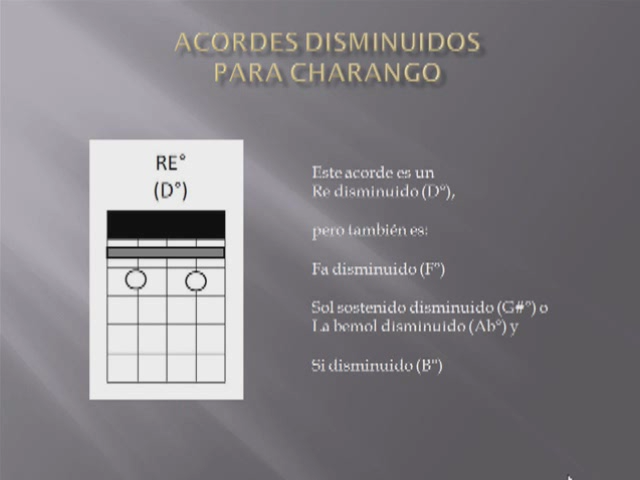 ACORDES DISMINUIDOS
PARA CHARANGO
RE°
(D°)
Este acorde es un
Re disminuido (D°),
pero también es:
Fa disminuido (F°)
Sol sostenido disminuido (G#°) o
La bemol disminuido (Ab°) y
Si disminuido (B°)